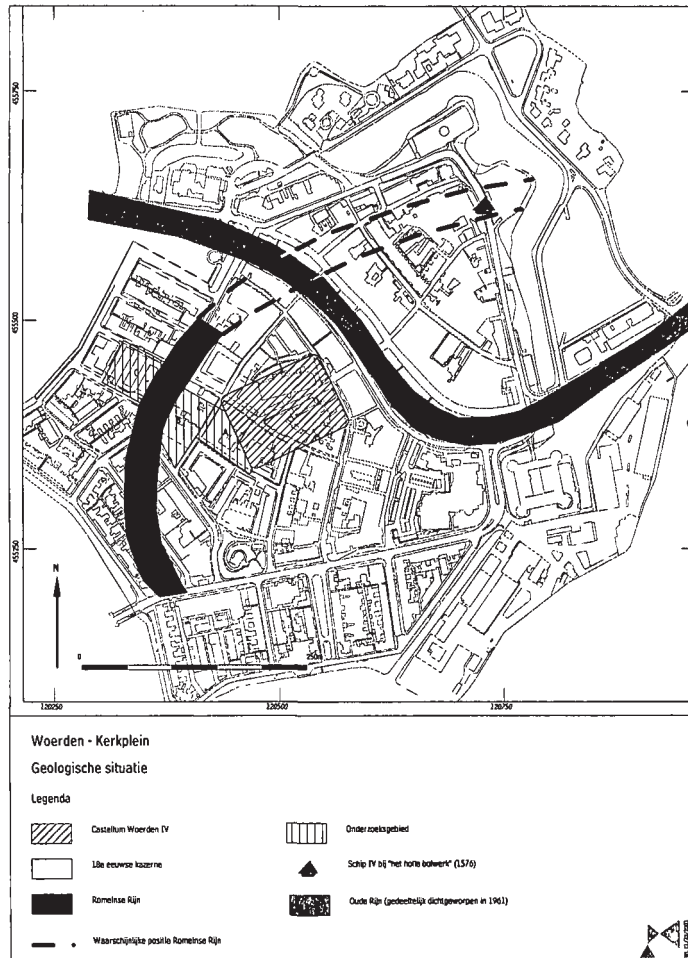 455750
455500
455250
N
0
250m
120250
120500
120750
Woerden - Kerkplein
Geologische situatie
Legenda
Castellum Woerden IV
Onderzoeksgebied
18e eeuwse kazerne
Schip IV bij "het holle bolwerk" (1576)
Romeinse Rijn
Oude Rijn (gedeeltelijk dichtgeworpen in 1961)
Waarschijnlijke positie Romeinse Rijn